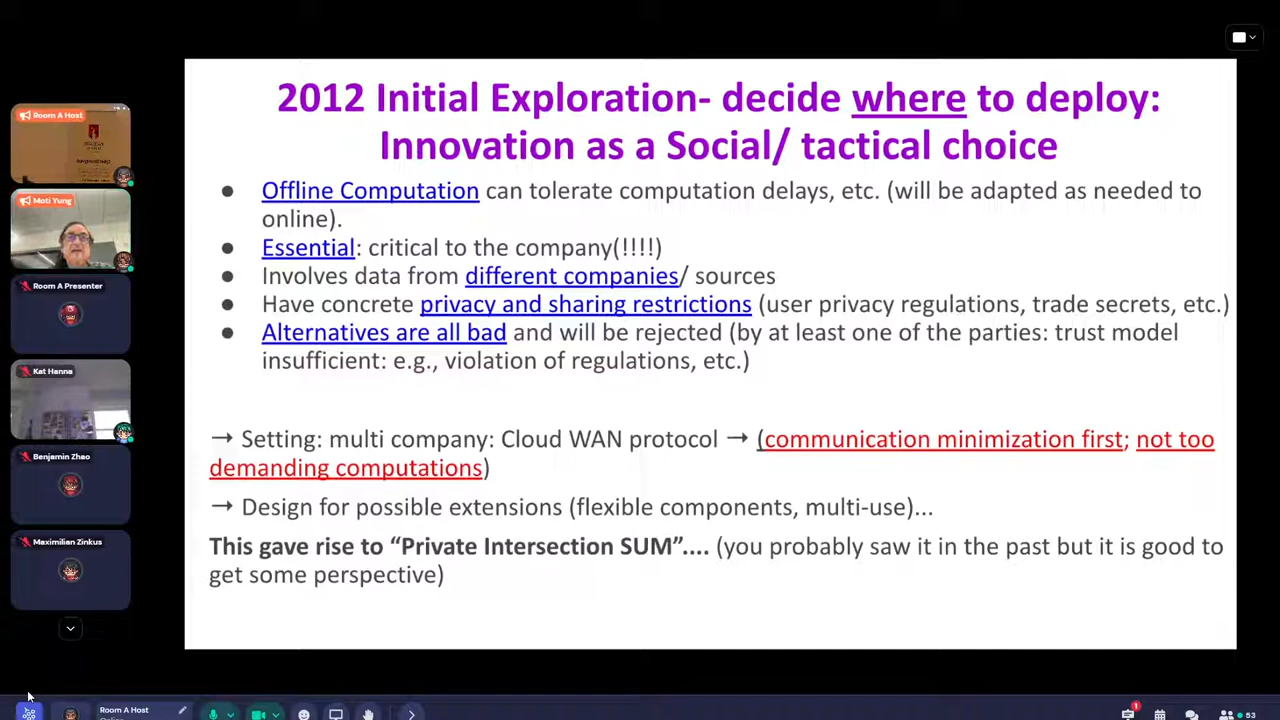 Room A Host
Moti Yung
Room A Presenter
Kat Hanna
Benjamin Zhao
Maximilian Zinkus
2012 Initial Exploration- decide where to deploy:
Innovation as a Social/ tactical choice
● Offline Computation can tolerate computation delays, etc. (will be adapted as needed to
online).
● Essential: critical to the company(!!!!)
● Involves data from different companies/ sources
● Have concrete privacy and sharing restrictions (user privacy regulations, trade secrets, etc.)
● Alternatives are all bad and will be rejected (by at least one of the parties: trust model
insufficient: e.g., violation of regulations, etc.)
→ Setting: multi company: Cloud WAN protocol → (communication minimization first; not too
demanding computations)
→ Design for possible extensions (flexible components, multi-use)...
This gave rise to “Private Intersection SUM”.... (you probably saw it in the past but it is good to
get some perspective)
Room A Host
Online
1
53